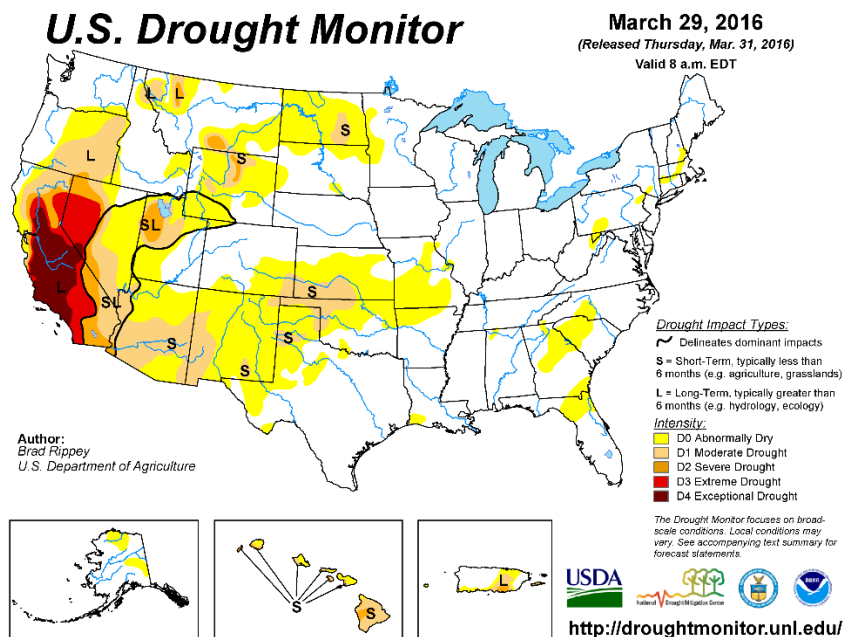 U.S. Drought Monitor
March 29, 2016
(Released Thursday, Mar. 31, 2016)
Valid 8 a.m. EDT
L
L
S
L
S
SL
L
SL
S
S
S
S
Drought Impact Types:
Delineates dominant impacts
S = Short-Term, typically less than
6 months (e.g. agriculture, grasslands)
L = Long-Term, typically greater than
6 months (e.g. hydrology, ecology)
Intensity:
D0 Abnormally Dry
D1 Moderate Drought
D2 Severe Drought
D3 Extreme Drought
D4 Exceptional Drought
Author:
Brad Rippey
U.S. Department of Agriculture
The Drought Monitor focuses on broad-
scale conditions. Local conditions may
vary. See accompanying text summary for
forecast statements.
S
S
L
USDA
National Drought Mitigation Center
http://droughtmonitor.unl.edu/